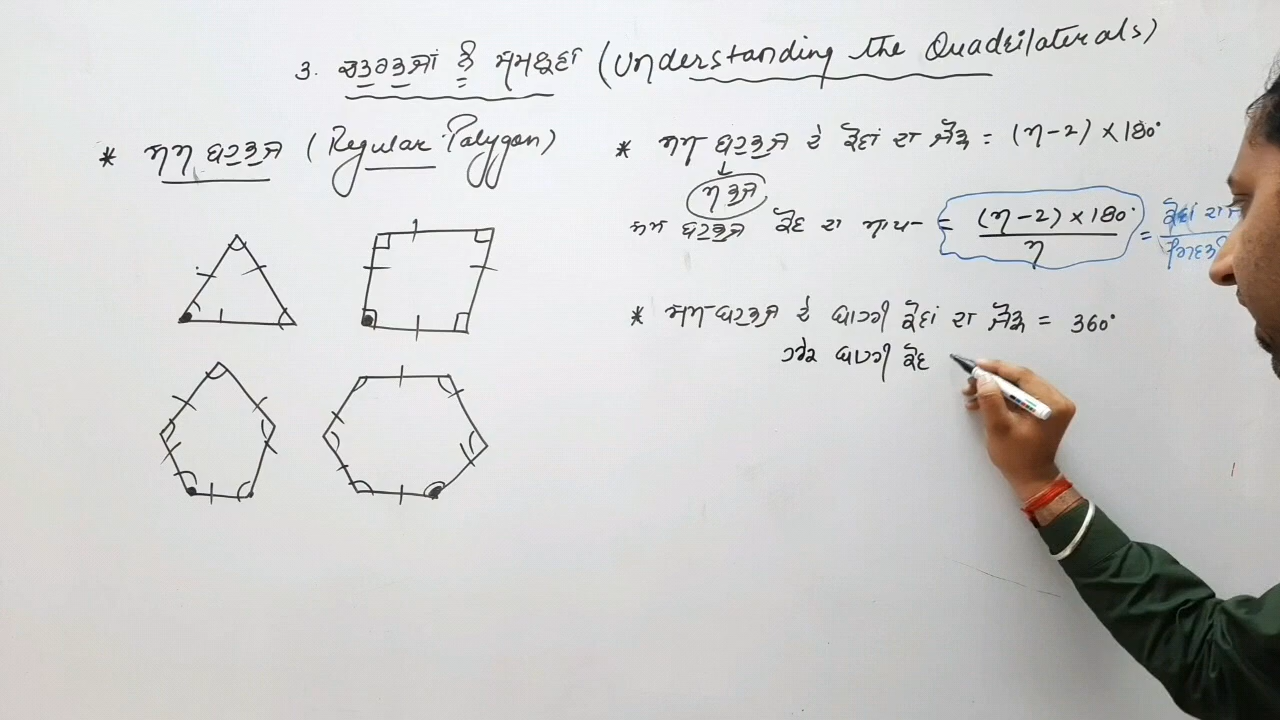 3. ਚਤੁਰਭੁਜਾਂ ਨੂੰ ਸਮਝਣਾ (Understanding the Quadrilaterals)
* ਸਮ ਬਹੁਭੁਜ (Regular Polygon)
* ਸਮ ਬਹੁਭੁਜ ਦੇ ਕੋਣਾਂ ਦਾ ਜੋੜ = (n-2) × 180°
n ਭੁਜ
ਸਮ ਬਹੁਭੁਜ ਕੋਣ ਦਾ ਮਾਪ = (n-2) × 180° / n = ਕੋਣਾਂ ਦਾ
* ਸਮ ਬਹੁਭੁਜ ਦੇ ਬਾਹਰੀ ਕੋਣਾਂ ਦਾ ਜੋੜ = 360°
ਹਰੇਕ ਬਾਹਰੀ ਕੋਣ